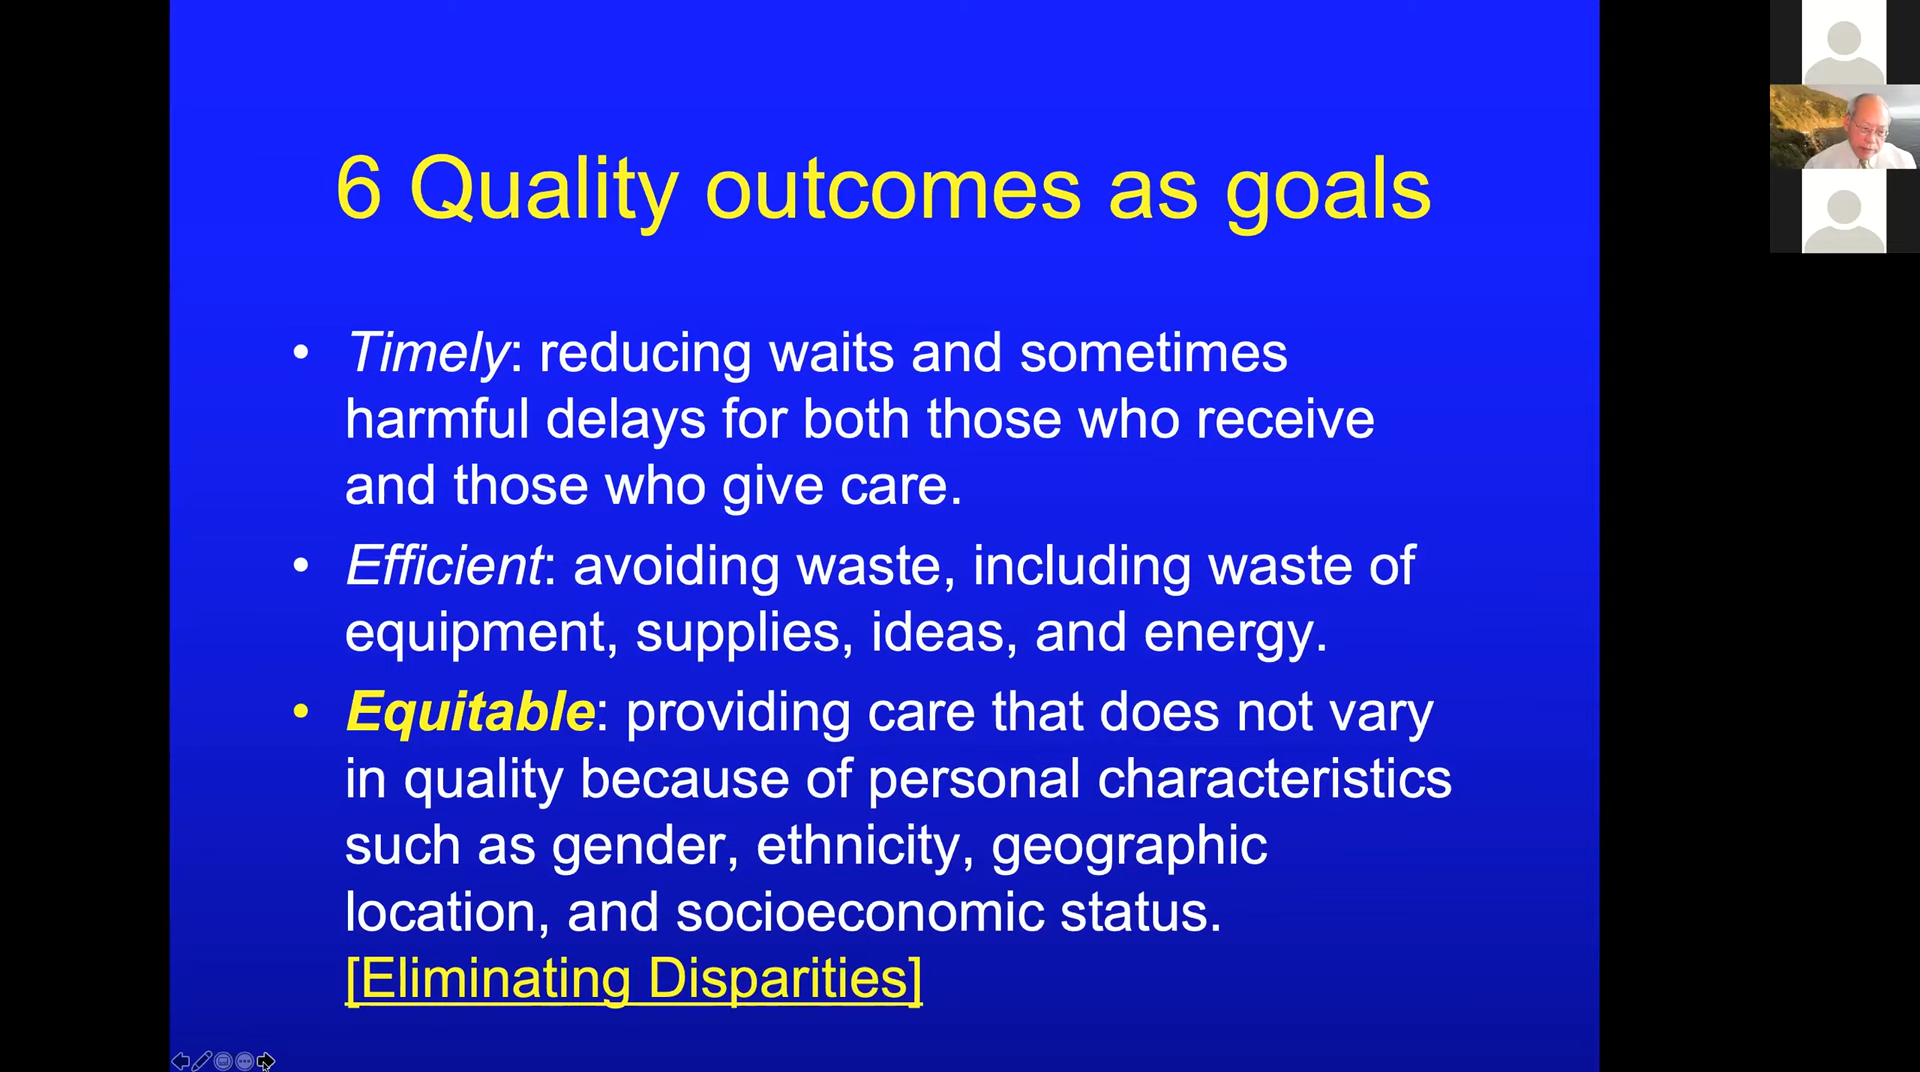 6 Quality outcomes as goals
• Timely: reducing waits and sometimes
harmful delays for both those who receive
and those who give care.
• Efficient: avoiding waste, including waste of
equipment, supplies, ideas, and energy.
• Equitable: providing care that does not vary
in quality because of personal characteristics
such as gender, ethnicity, geographic
location, and socioeconomic status.
[Eliminating Disparities]